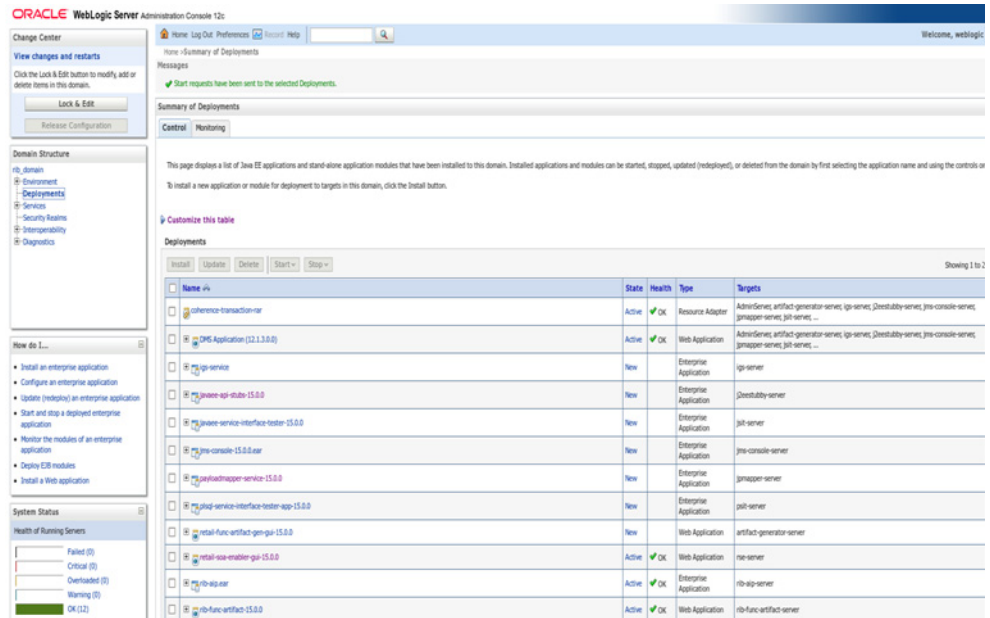 ORACLE WebLogic Server Administration Console 12c
Change Center
View changes and restarts
Click the Lock & Edit button to modify, add or
delete items in this domain.
Lock & Edit
Release Configuration
Domain Structure
rib_domain
Environment
Deployments
Services
Security Realms
Interoperability
Diagnostics
How do I...
Install an enterprise application
Configure an enterprise application
Update (redeploy) an enterprise application
Start and stop a deployed enterprise
application
Monitor the modules of an enterprise
application
Deploy EJB modules
Install a Web application
System Status
Health of Running Servers
Failed (0)
Critical (0)
Overloaded (0)
Warning (0)
OK (12)
Home Log Out Preferences Record Help
Welcome, weblogic
Home >Summary of Deployments
Messages
Start requests have been sent to the selected Deployments.
Summary of Deployments
Control Monitoring
This page displays a list of Java EE applications and stand-alone application modules that have been installed to this domain. Installed applications and modules can be started, stopped, updated (redeployed), or deleted from the domain by first selecting the application name and using the controls on
To install a new application or module for deployment to targets in this domain, click the Install button.
Customize this table
Deployments
Install Update Delete Start Stop
Showing 1 to 2
Name State Health Type Targets
coherence-transaction-rar Active OK Resource Adapter AdminServer, artifact-generator-server, igs-server, j2eestubby-server, jms-console-server,
jpmapper-server, jsit-server, ...
DMS Application (12.1.3.0.0) Active OK Web Application AdminServer, artifact-generator-server, igs-server, j2eestubby-server, jms-console-server,
jpmapper-server, jsit-server, ...
igs-service New Enterprise Application igs-server
javaee-api-stubs-15.0.0 New Enterprise Application j2eestubby-server
javaee-service-interface-tester-15.0.0 New Enterprise Application jsit-server
jms-console-15.0.0.ear New Enterprise Application jms-console-server
payloadmapper-service-15.0.0 New Enterprise Application jpmapper-server
plsql-service-interface-tester-app-15.0.0 New Enterprise Application psit-server
retail-func-artifact-gen-gui-15.0.0 New Web Application artifact-generator-server
retail-soa-enabler-gui-15.0.0 Active OK Web Application rse-server
rib-aip.ear Active OK Enterprise Application rib-aip-server
rib-func-artifact-15.0.0 Active OK Web Application rib-func-artifact-server